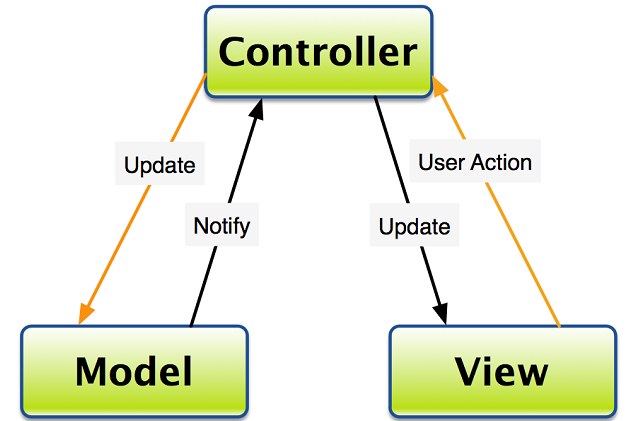 Controller
Update
User Action
Notify
Update
Model
View